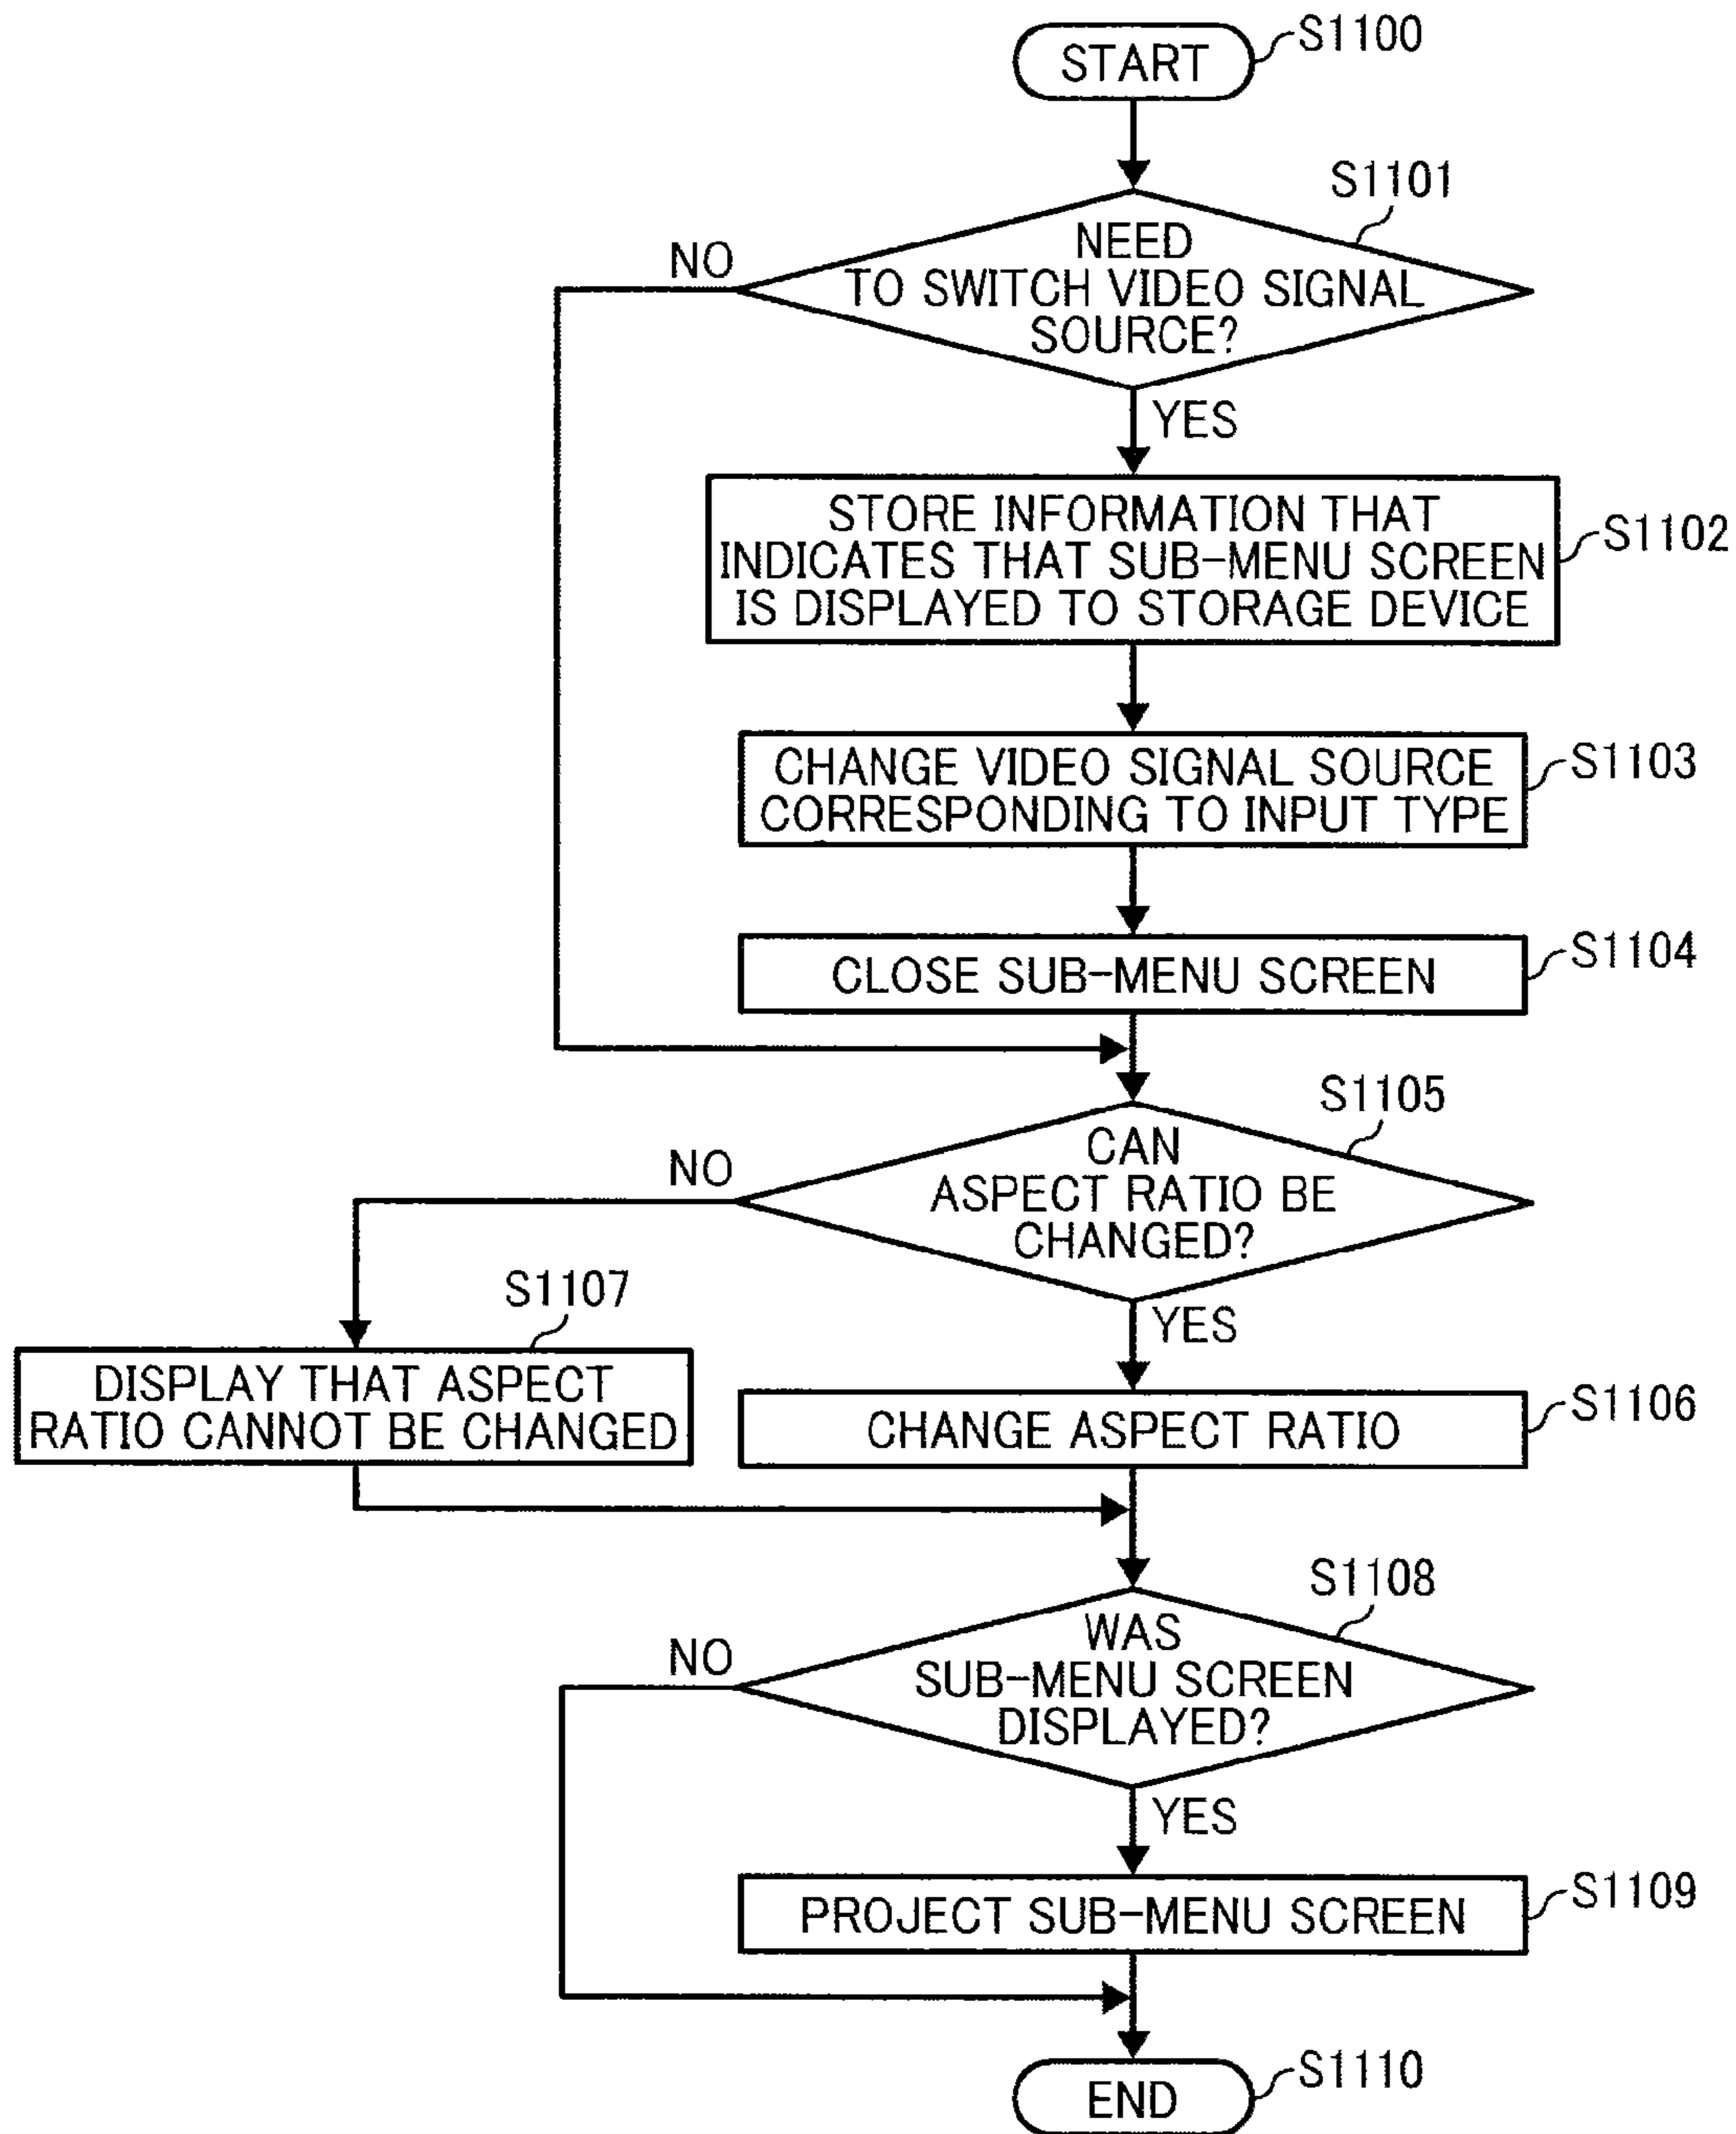 START
S1100
S1101
NEED
TO SWITCH VIDEO SIGNAL
SOURCE?
NO
YES
STORE INFORMATION THAT
INDICATES THAT SUB-MENU SCREEN
IS DISPLAYED TO STORAGE DEVICE
S1102
CHANGE VIDEO SIGNAL SOURCE
CORRESPONDING TO INPUT TYPE
S1103
CLOSE SUB-MENU SCREEN
S1104
S1105
CAN
ASPECT RATIO BE
CHANGED?
NO
YES
S1107
DISPLAY THAT ASPECT
RATIO CANNOT BE CHANGED
CHANGE ASPECT RATIO
S1106
S1108
WAS
SUB-MENU SCREEN
DISPLAYED?
NO
YES
PROJECT SUB-MENU SCREEN
S1109
END
S1110